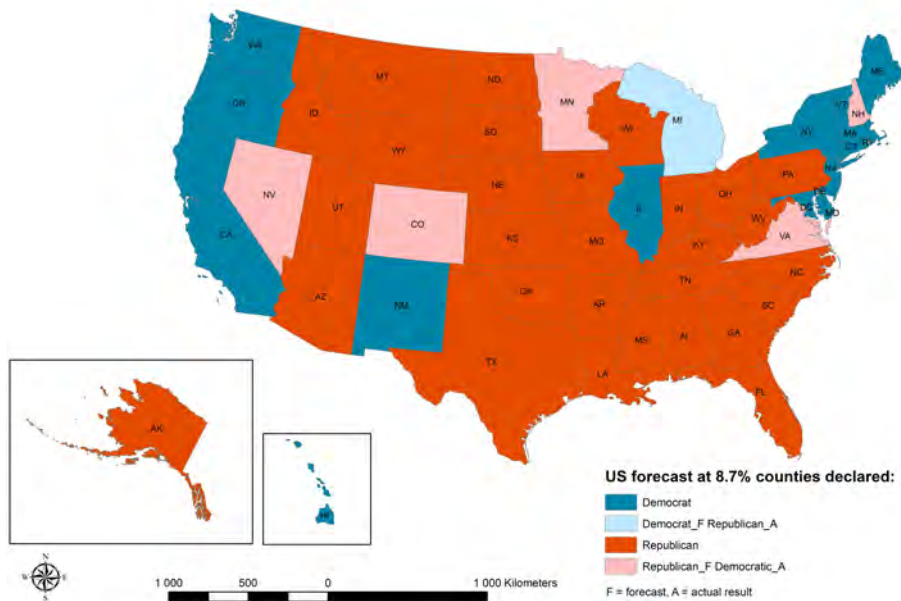 WA
ME
MT
ND
MN
OR
VT
ID
NH
MI
WI
SD
NY
MA
CT
RI
WY
PA
NJ
IA
NE
OH
DE
NV
UT
IL
IN
DC
MD
WV
CO
CA
KS
MO
VA
KY
NC
TN
OK
AZ
NM
AR
SC
GA
MS
AL
TX
LA
FL
AK
HI
US forecast at 8.7% counties declared:
Democrat
Democrat_F Republican_A
Republican
Republican_F Democratic_A
F = forecast, A = actual result
N
W E
S
1 000 500 0 1 000 Kilometers